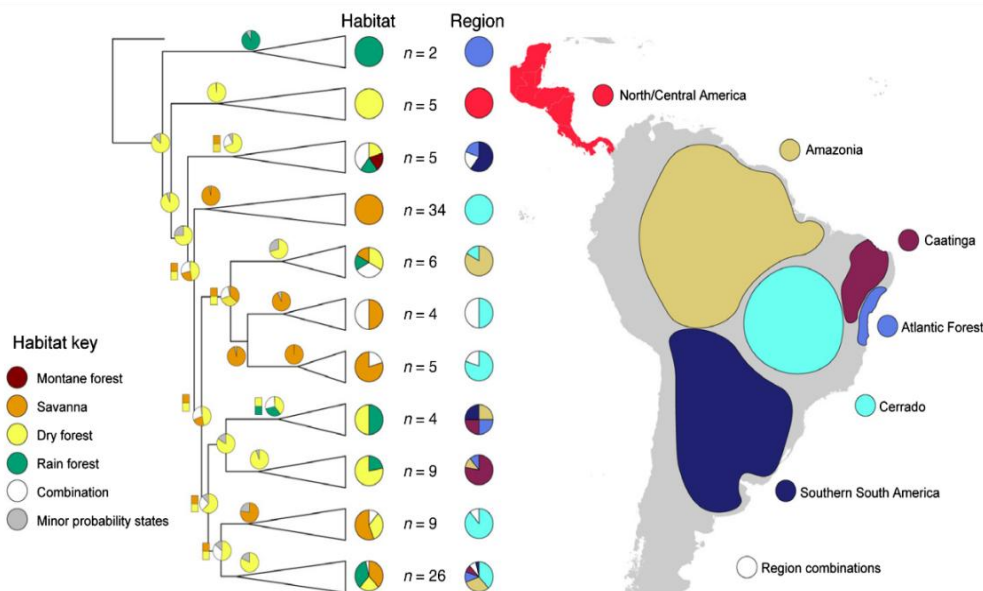 Habitat Region
n = 2
n = 5
n = 5
n = 34
n = 6
n = 4
n = 5
n = 4
n = 9
n = 9
n = 26
Habitat key
Montane forest
Savanna
Dry forest
Rain forest
Combination
Minor probability states
North/Central America
Amazonia
Caatinga
Atlantic Forest
Cerrado
Southern South America
Region combinations